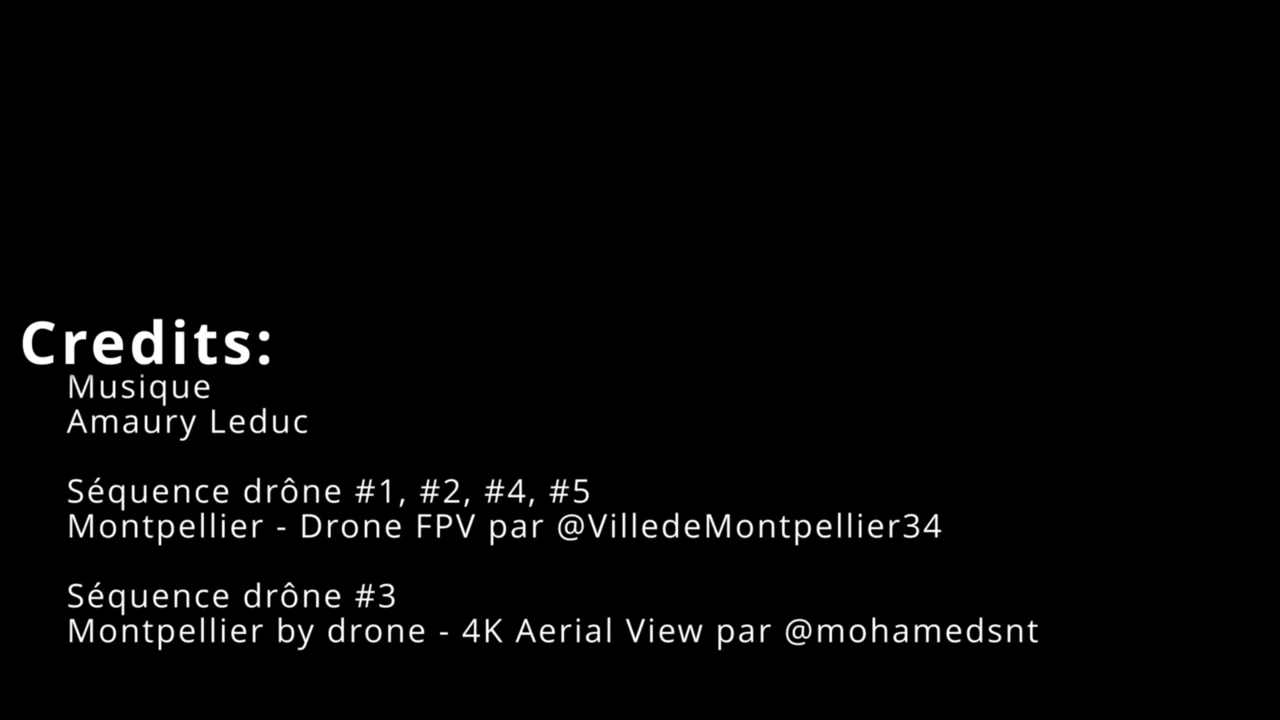 Credits:
Musique
Amaury Leduc
Séquence drône #1, #2, #4, #5
Montpellier - Drone FPV par @VilledeMontpellier34
Séquence drône #3
Montpellier by drone - 4K Aerial View par @mohamedsnt